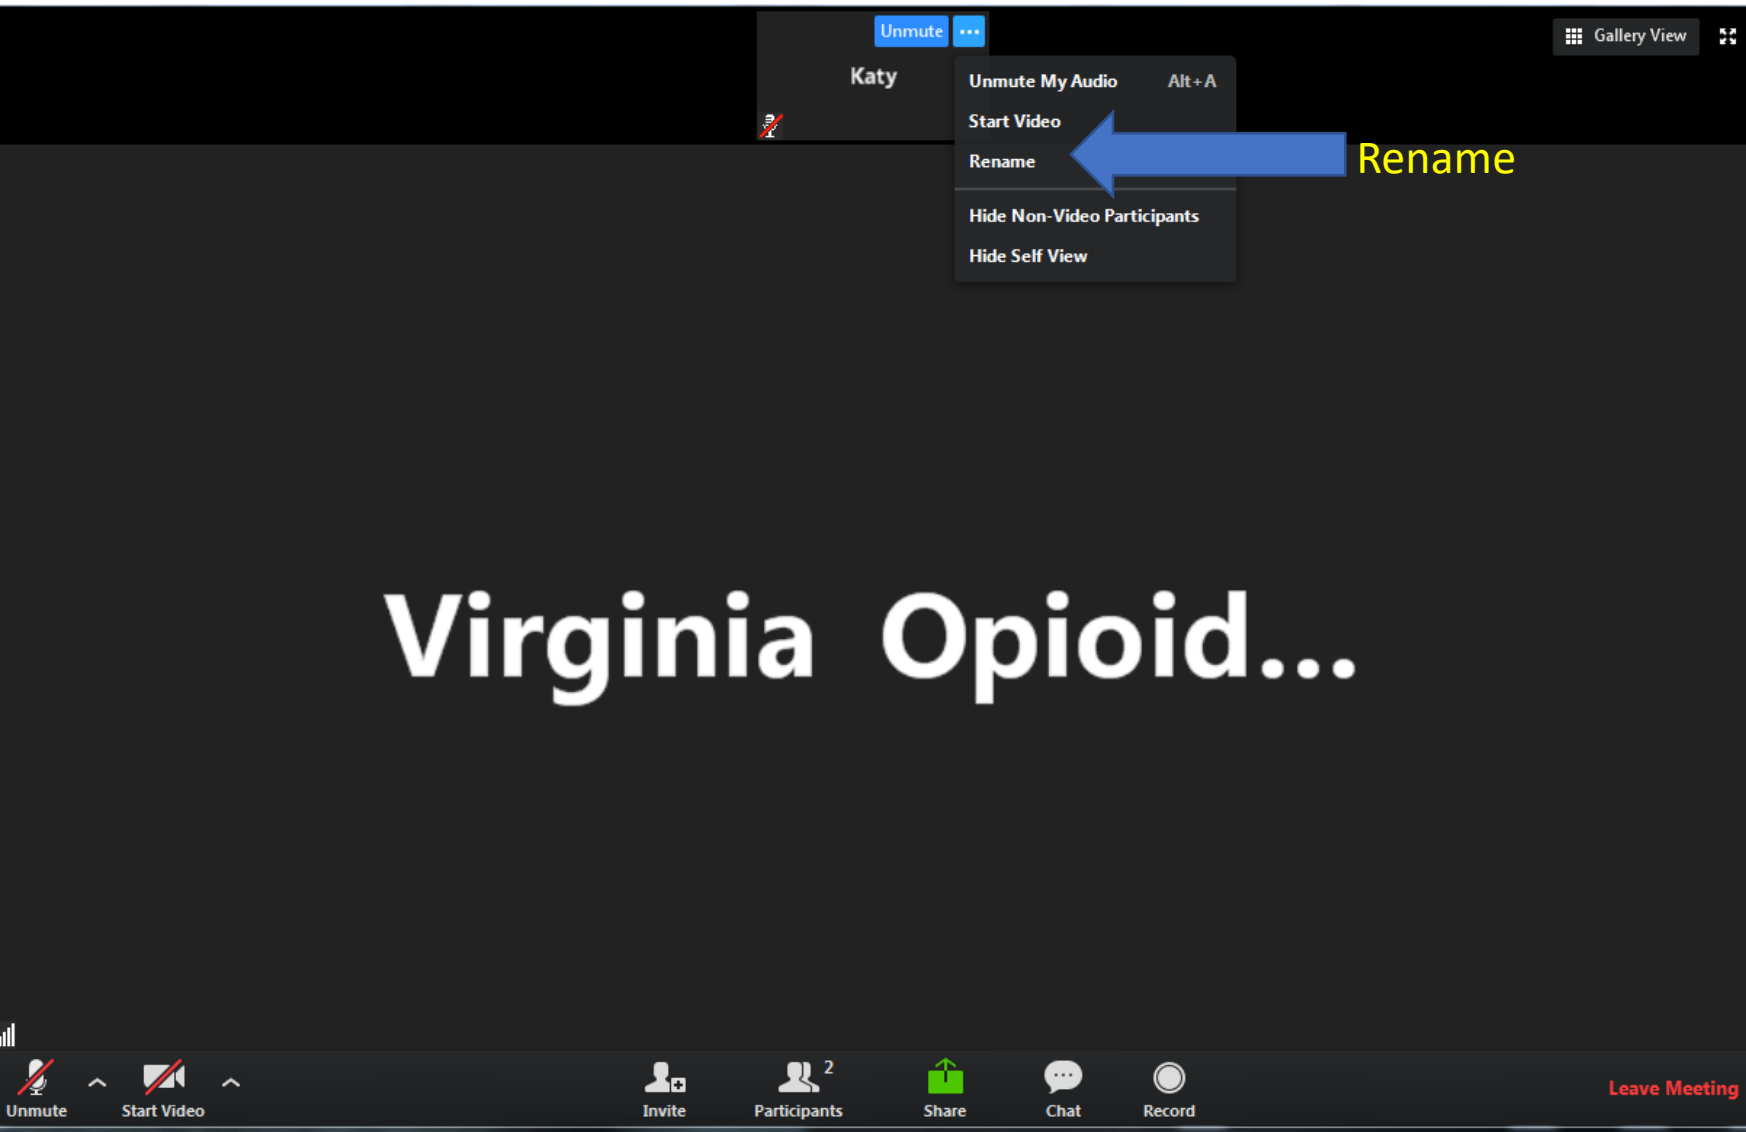 Unmute ...
Gallery View
Katy
Unmute My Audio Alt+A
Start Video
Rename
Rename
Hide Non-Video Participants
Hide Self View
Virginia Opioid...
2
Unmute
Start Video
Invite
Participants
Share
Chat
Record
Leave Meeting